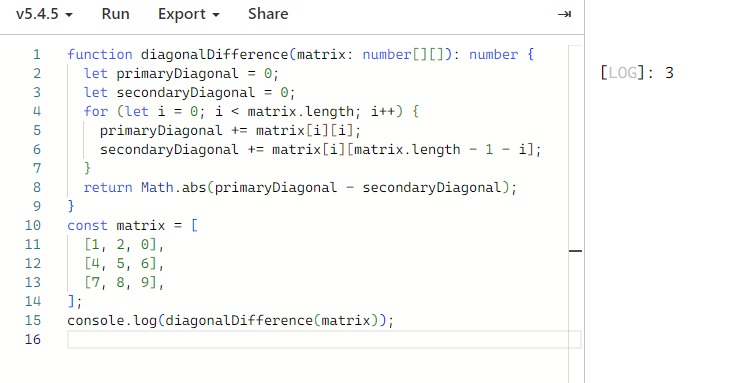 v5.4.5 Run Export Share
1 function diagonalDifference(matrix: number[][]): number {
2 let primaryDiagonal = 0;
3 let secondaryDiagonal = 0;
4 for (let i = 0; i < matrix.length; i++) {
5 primaryDiagonal += matrix[i][i];
6 secondaryDiagonal += matrix[i][matrix.length - 1 - i];
7 }
8 return Math.abs(primaryDiagonal - secondaryDiagonal);
9 }
10 const matrix = [
11 [1, 2, 0],
12 [4, 5, 6],
13 [7, 8, 9],
14 ];
15 console.log(diagonalDifference(matrix));
16
[LOG]: 3